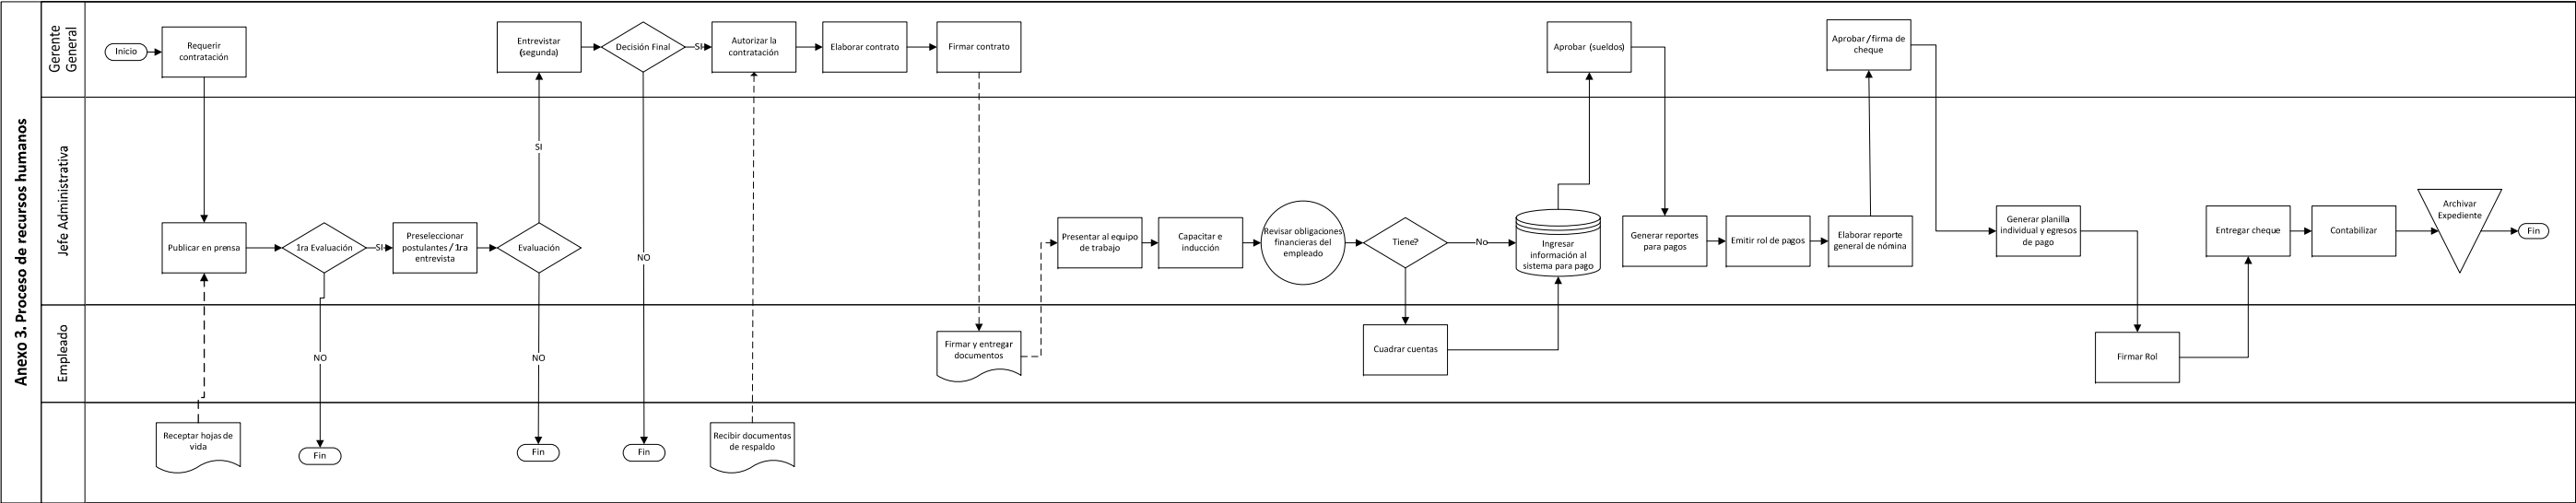 Anexo 3. Proceso de recursos humanos
Gerente
General
Inicio
Requerir
contratación
Entrevistar
(segunda)
Decisión Final
SI
Autorizar la
contratación
Elaborar contrato
Firmar contrato
Aprobar (sueldos)
Aprobar/firma de
cheque
Jefe Administrativa
Publicar en prensa
1ra Evaluación
SI
Preseleccionar
postulantes/1ra
entrevista
Evaluación
SI
NO
Presentar al equipo
de trabajo
Capacitar e
inducción
Revisar obligaciones
financieras del
empleado
Tiene?
No
Ingresar
información al
sistema para pago
Generar reportes
para pagos
Emitir rol de pagos
Elaborar reporte
general de nómina
Generar planilla
individual y egresos
de pago
Entregar cheque
Contabilizar
Archivar
Expediente
Fin
Empleado
NO
NO
Firmar y entregar
documentos
Cuadrar cuentas
Firmar Rol
Receptar hojas de
vida
Fin
Fin
Fin
Recibir documentos
de respaldo